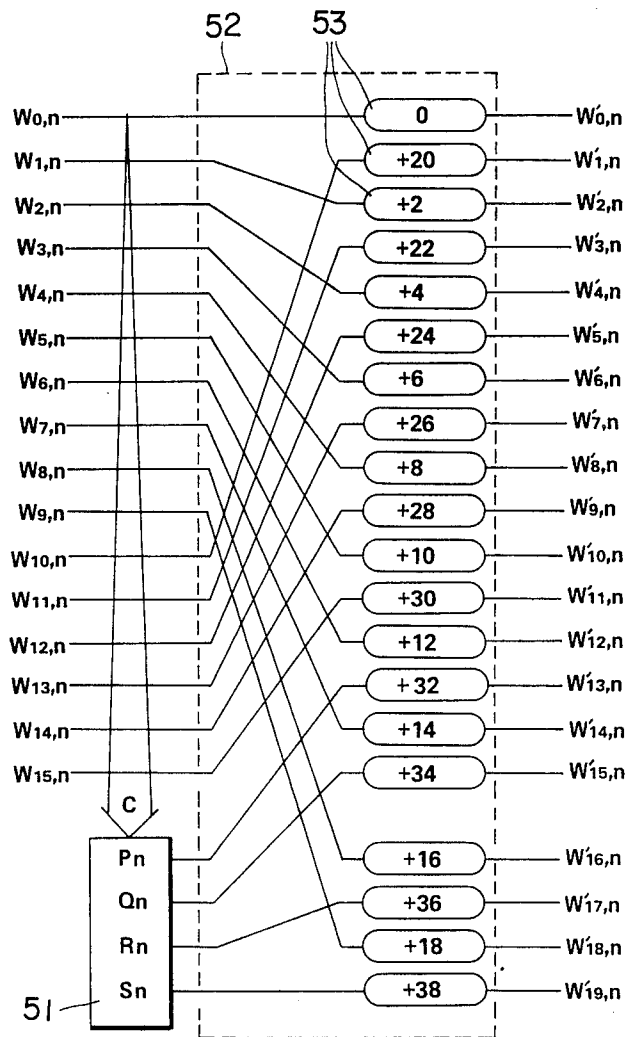 52
53
W0,n 0 W'0,n
W1,n +20 W'1,n
W2,n +2 W'2,n
W3,n +22 W'3,n
W4,n +4 W'4,n
W5,n +24 W'5,n
W6,n +6 W'6,n
W7,n +26 W'7,n
W8,n +8 W'8,n
W9,n +28 W'9,n
W10,n +10 W'10,n
W11,n +30 W'11,n
W12,n +12 W'12,n
W13,n +32 W'13,n
W14,n +14 W'14,n
W15,n +34 W'15,n
C
Pn +16 W'16,n
Qn +36 W'17,n
Rn +18 W'18,n
Sn +38 W'19,n
51